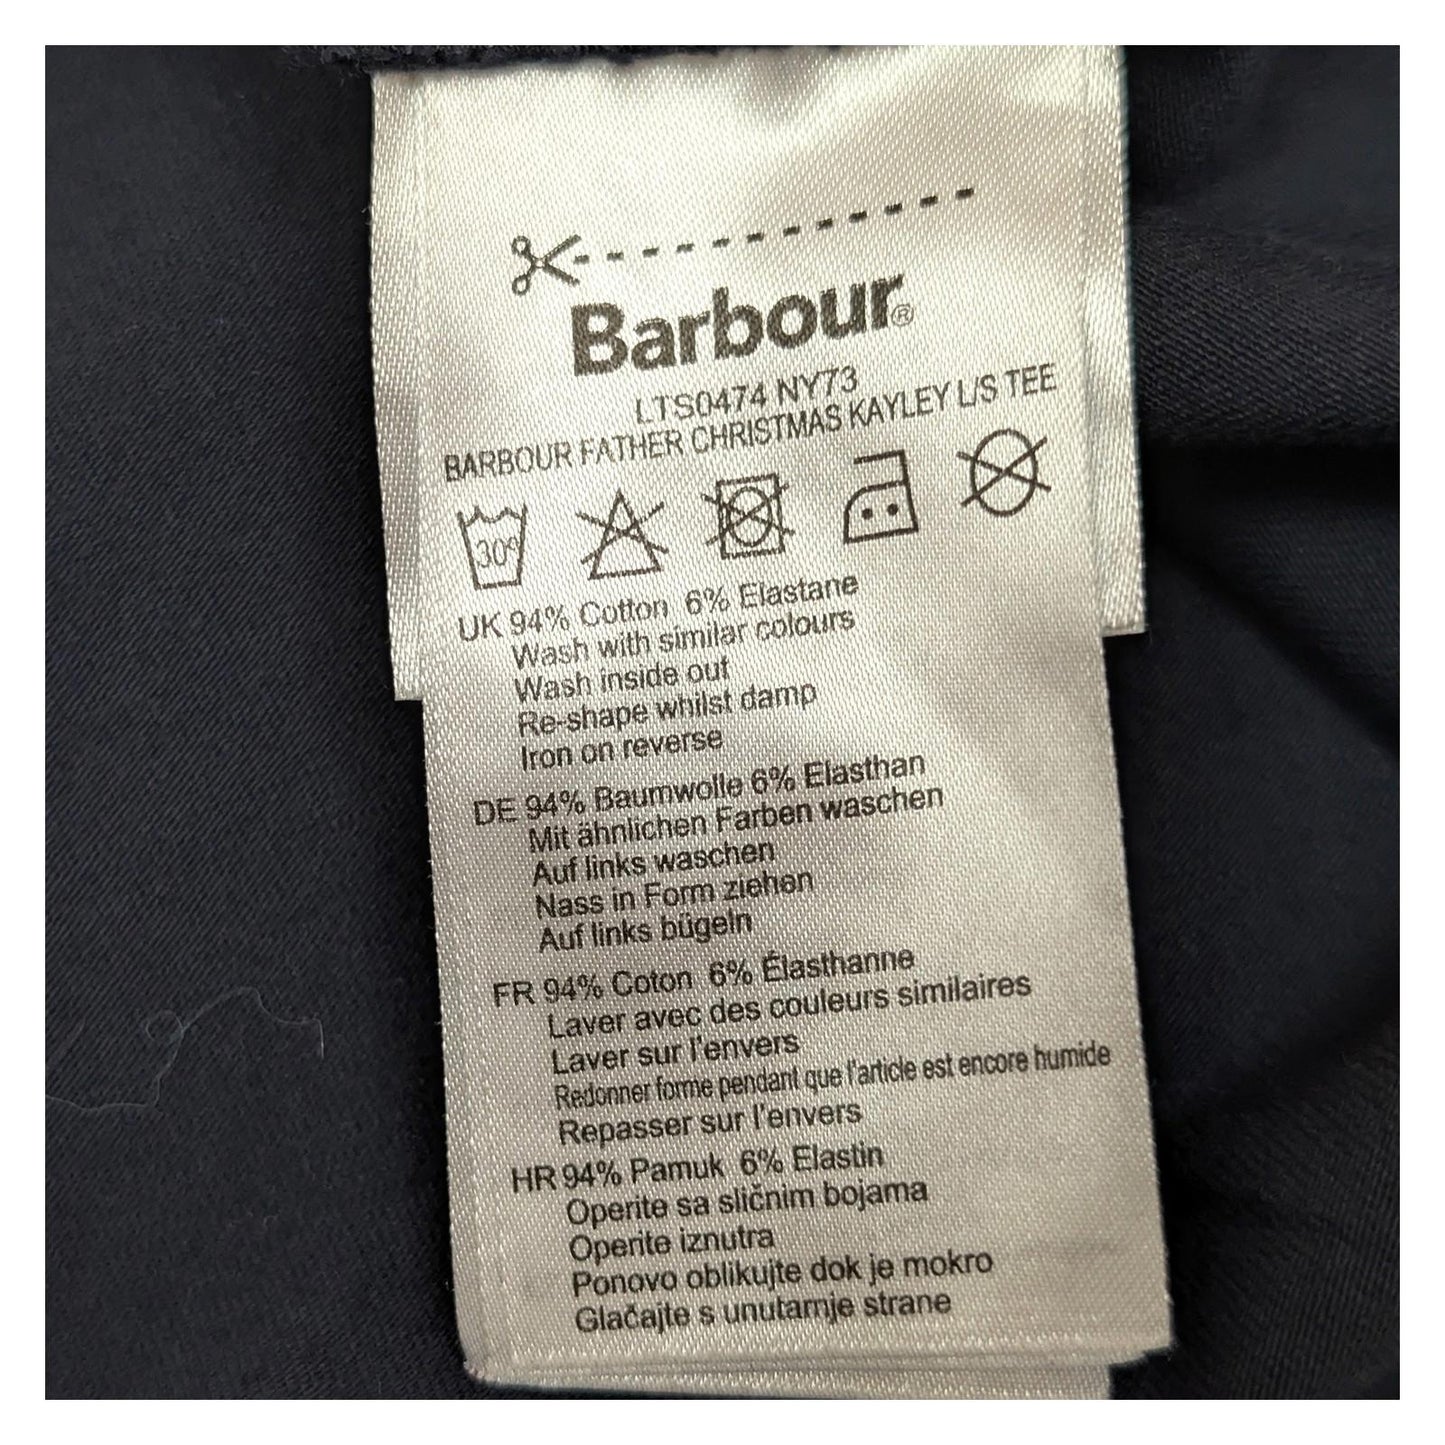 Barbour®
LTS0474 NY73
BARBOUR FATHER CHRISTMAS KAYLEY L/S TEE
30º
UK 94% Cotton 6% Elastane
Wash with similar colours
Wash inside out
Re-shape whilst damp
Iron on reverse
DE 94% Baumwolle 6% Elasthan
Mit ähnlichen Farben waschen
Auf links waschen
Nass in Form ziehen
Auf links bügeln
FR 94% Coton 6% Élasthanne
Laver avec des couleurs similaires
Laver sur l'envers
Redonner forme pendant que l'article est encore humide
Repasser sur l'envers
HR 94% Pamuk 6% Elastin
Operite sa sličnim bojama
Operite iznutra
Ponovo oblikujte dok je mokro
Glačajte s unutarnje strane